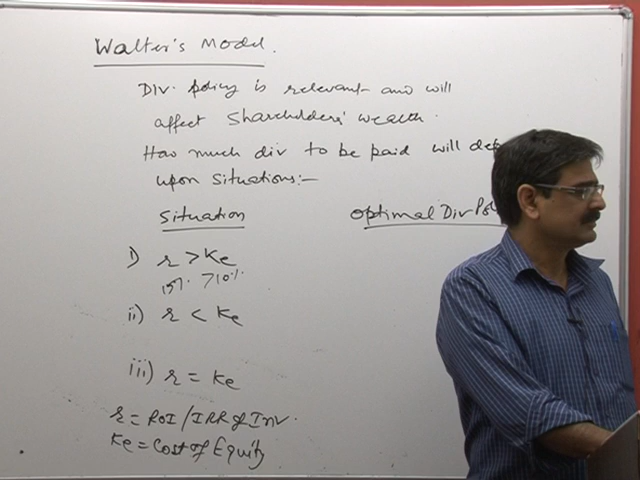 Walter's Model.
Div. policy is relevant and will
affect Shareholders' wealth.
How much div to be paid will de
upon situations:-
Situation Optimal Div Pol
i) r > Ke
15% > 10%
ii) r < Ke
iii) r = Ke
r = ROI / IRR of Inv.
Ke = Cost of Equity